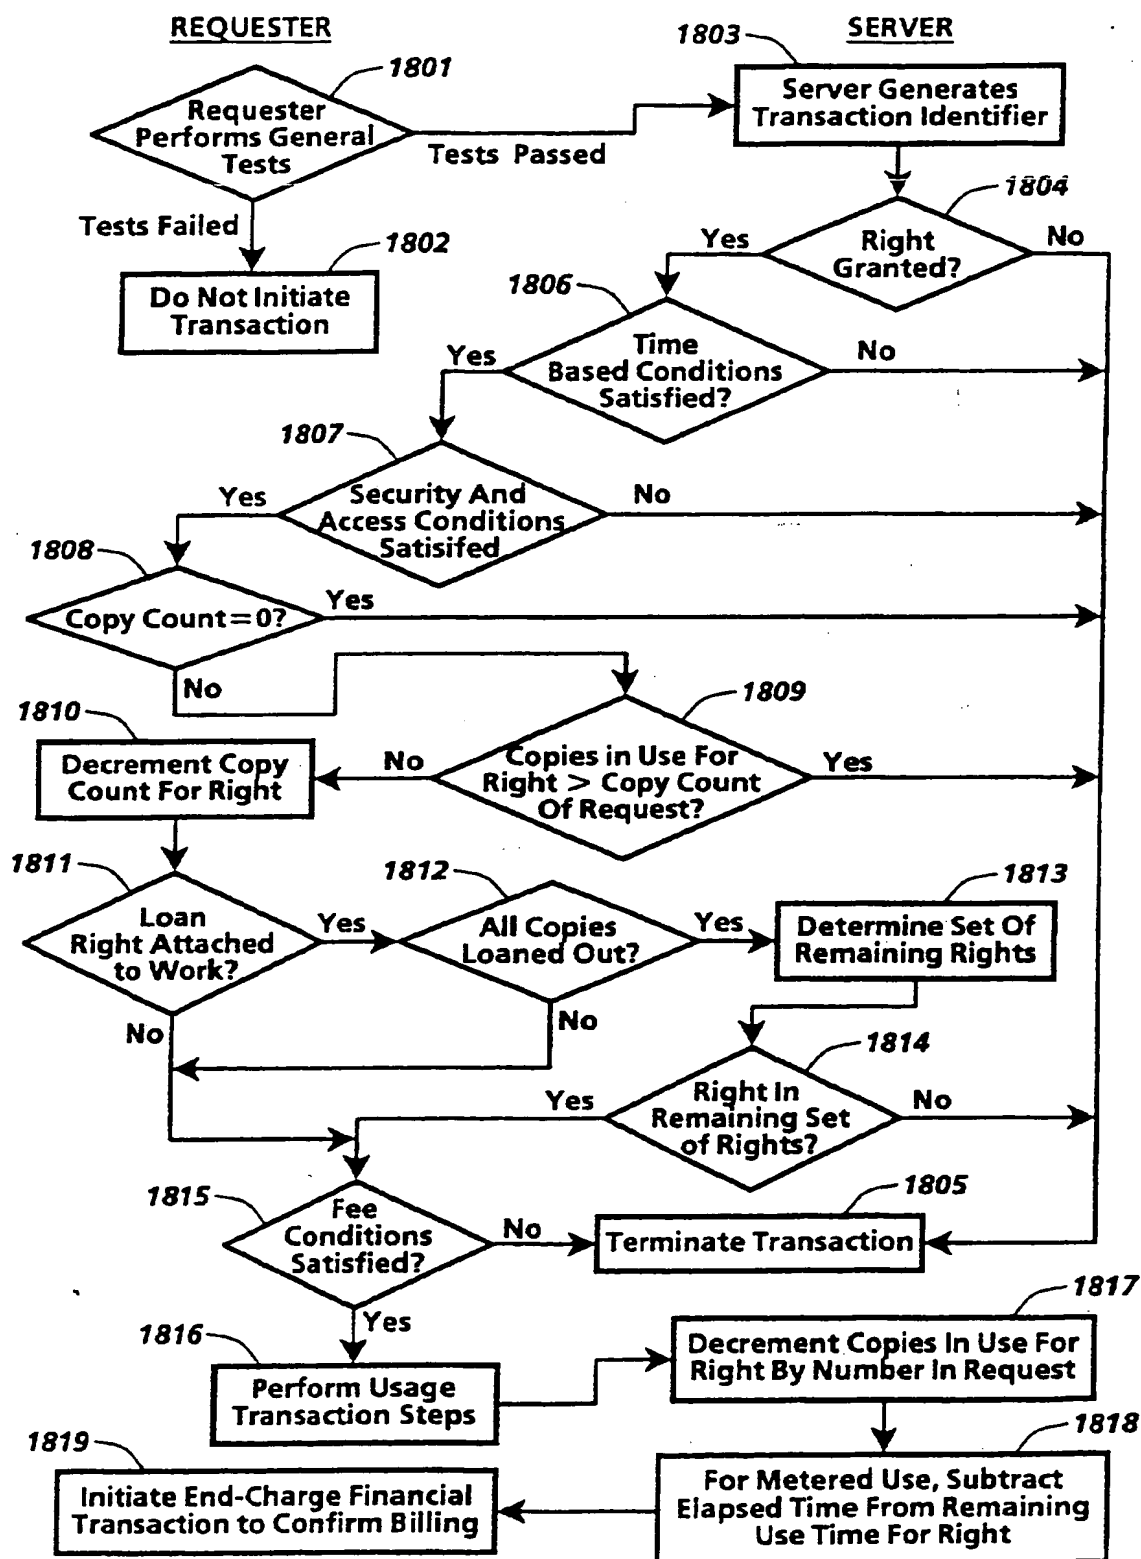 REQUESTER
SERVER
1801
1803
Requester
Performs General
Tests
Server Generates
Transaction Identifier
Tests Passed
Tests Failed
1802
1804
Do Not Initiate
Transaction
Yes
Right
Granted?
No
1806
Time
Based Conditions
Satisfied?
Yes
No
1807
Security And
Access Conditions
Satisifed
Yes
No
1808
Copy Count=0?
Yes
No
1809
1810
Copies in Use For
Right > Copy Count
Of Request?
No
Yes
Decrement Copy
Count For Right
1811
1812
1813
Loan
Right Attached
to Work?
Yes
All Copies
Loaned Out?
Yes
Determine Set Of
Remaining Rights
No
No
1814
Right In
Remaining Set
of Rights?
Yes
No
1815
1805
Fee
Conditions
Satisfied?
No
Terminate Transaction
Yes
1816
1817
Perform Usage
Transaction Steps
Decrement Copies In Use For
Right By Number In Request
1819
1818
Initiate End-Charge Financial
Transaction to Confirm Billing
For Metered Use, Subtract
Elapsed Time From Remaining
Use Time For Right